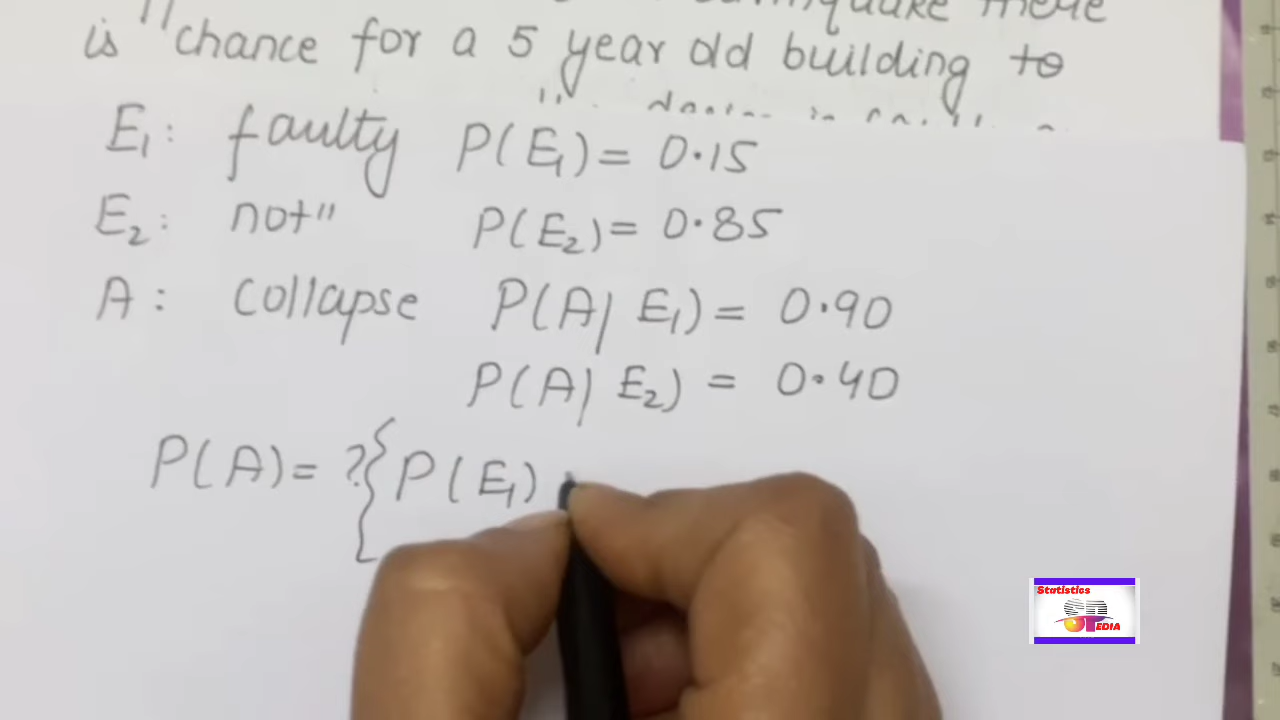 is " chance for a 5 year old building to
E₁: faulty P(E₁) = 0.15
E₂: not " P(E₂) = 0.85
A: collapse P(A| E₁) = 0.90
P(A| E₂) = 0.40
P(A) = ? { P(E₁)
Statistics
PEDIA